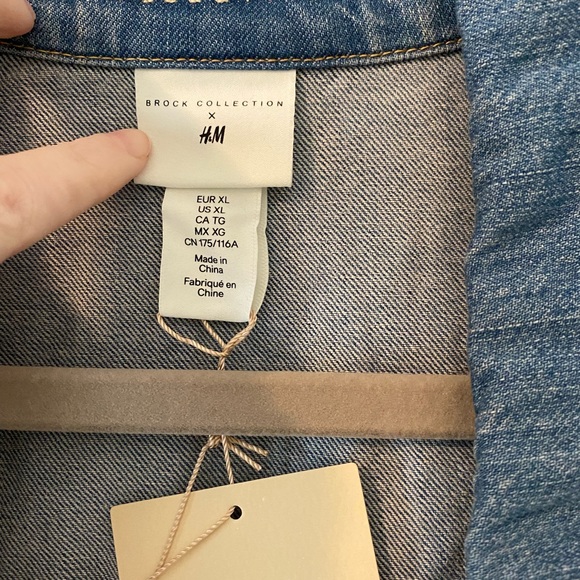 BROCK COLLECTION
X
H&M
EUR XL
US XL
CA TG
MX XG
CN 175/116A
Made in
China
Fabriqué en
Chine